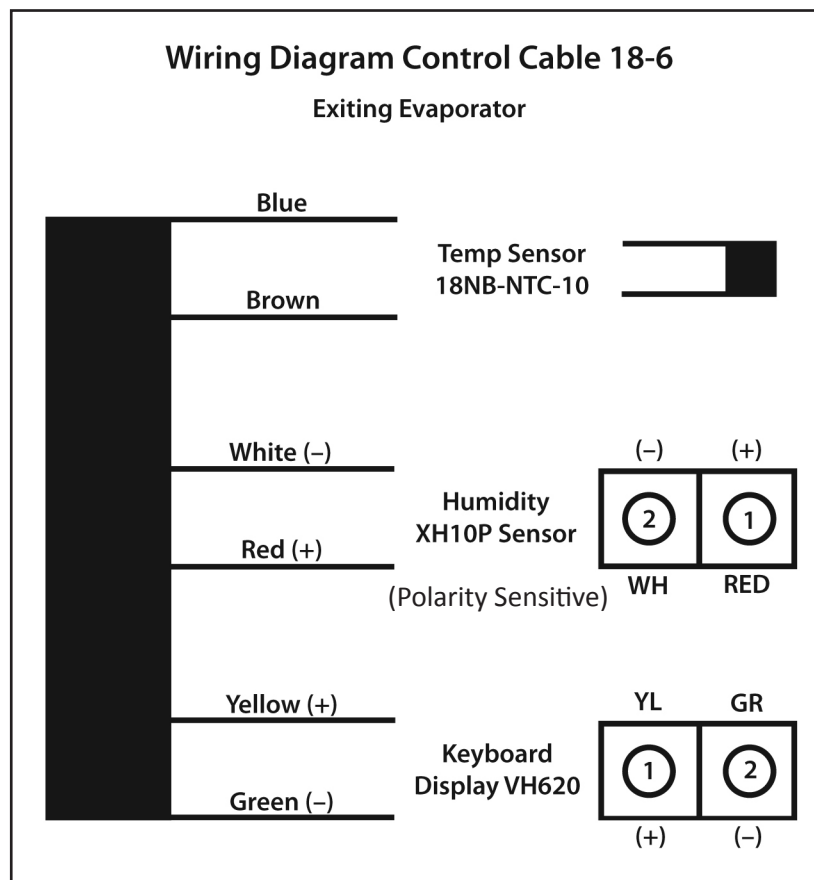 Wiring Diagram Control Cable 18-6
Exiting Evaporator
Blue
Temp Sensor
18NB-NTC-10
Brown
White (–)
(–) (+)
Humidity
XH10P Sensor
2 1
Red (+)
(Polarity Sensitive)
WH RED
Yellow (+)
YL GR
Keyboard
Display VH620
1 2
Green (–)
(+) (–)